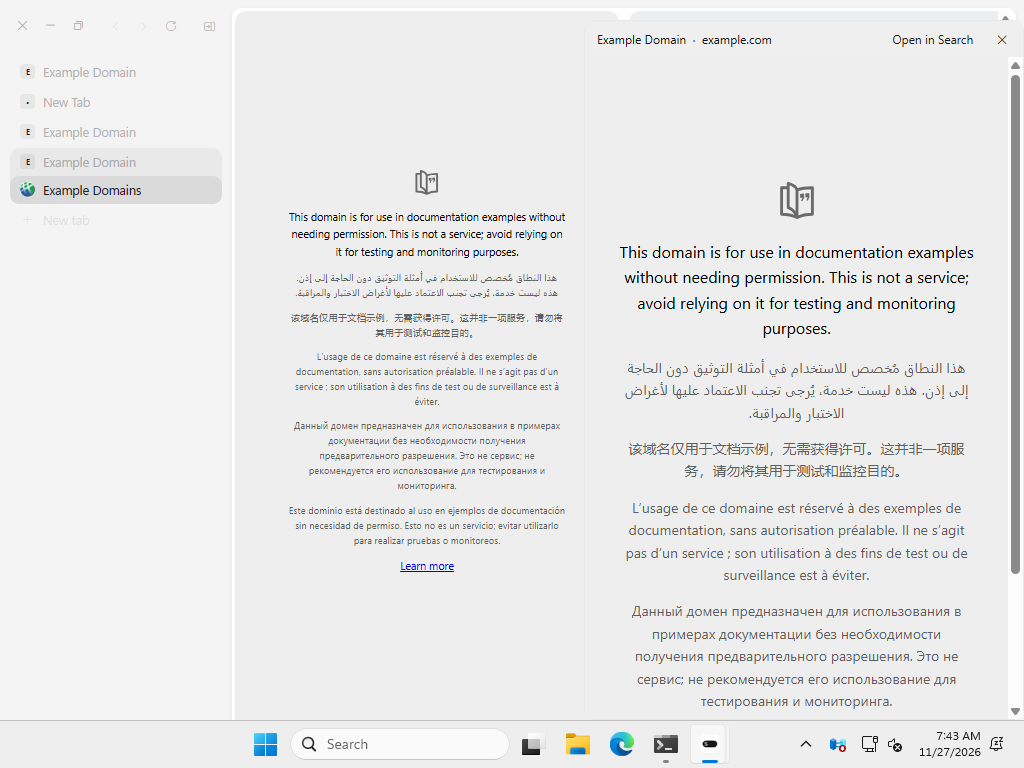 E Example Domain
New Tab
E Example Domain
E Example Domain
Example Domains
+ New tab
This domain is for use in documentation examples without
needing permission. This is not a service; avoid relying on
it for testing and monitoring purposes.
هذا النطاق مُخصص للاستخدام في أمثلة التوثيق دون الحاجة إلى إذن.
هذه ليست خدمة، يُرجى تجنب الاعتماد عليها لأغراض الاختبار والمراقبة.
该域名仅用于文档示例，无需获得许可。这并非一项服务，请勿将
其用于测试和监控目的。
L'usage de ce domaine est réservé à des exemples de
documentation, sans autorisation préalable. Il ne s'agit pas d'un
service ; son utilisation à des fins de test ou de surveillance est à
éviter.
Данный домен предназначен для использования в примерах
документации без необходимости получения
предварительного разрешения. Это не сервис; не
рекомендуется его использование для тестирования и
мониторинга.
Este dominio está destinado al uso en ejemplos de documentación
sin necesidad de permiso. Esto no es un servicio; evitar utilizarlo
para realizar pruebas o monitoreos.
Learn more
Example Domain • example.com
Open in Search
This domain is for use in documentation examples
without needing permission. This is not a service;
avoid relying on it for testing and monitoring
purposes.
هذا النطاق مُخصص للاستخدام في أمثلة التوثيق دون الحاجة
إلى إذن. هذه ليست خدمة، يُرجى تجنب الاعتماد عليها لأغراض
الاختبار والمراقبة.
该域名仅用于文档示例，无需获得许可。这并非一项服
务，请勿将其用于测试和监控目的。
L'usage de ce domaine est réservé à des exemples de
documentation, sans autorisation préalable. Il ne s'agit
pas d'un service ; son utilisation à des fins de test ou de
surveillance est à éviter.
Данный домен предназначен для использования в
примерах документации без необходимости
получения предварительного разрешения. Это не
сервис; не рекомендуется его использование для
тестирования и мониторинга.
Search
7:43 AM
11/27/2026